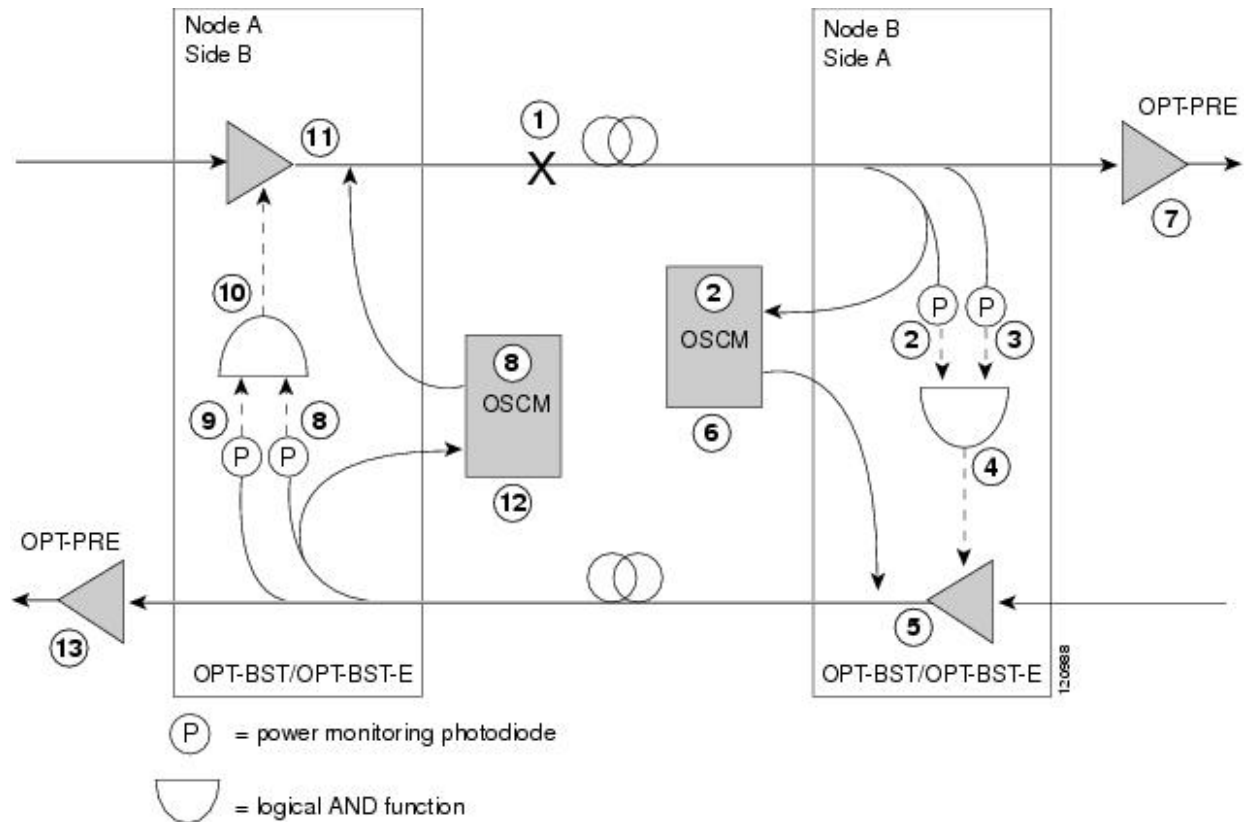 Node A
Side B
Node B
Side A
OPT-PRE
1
11
7
10
2
OSCM
P
P
2
3
8
OSCM
9
8
6
4
P
P
12
OPT-PRE
5
13
OPT-BST/OPT-BST-E
OPT-BST/OPT-BST-E
120988
P = power monitoring photodiode
= logical AND function
X